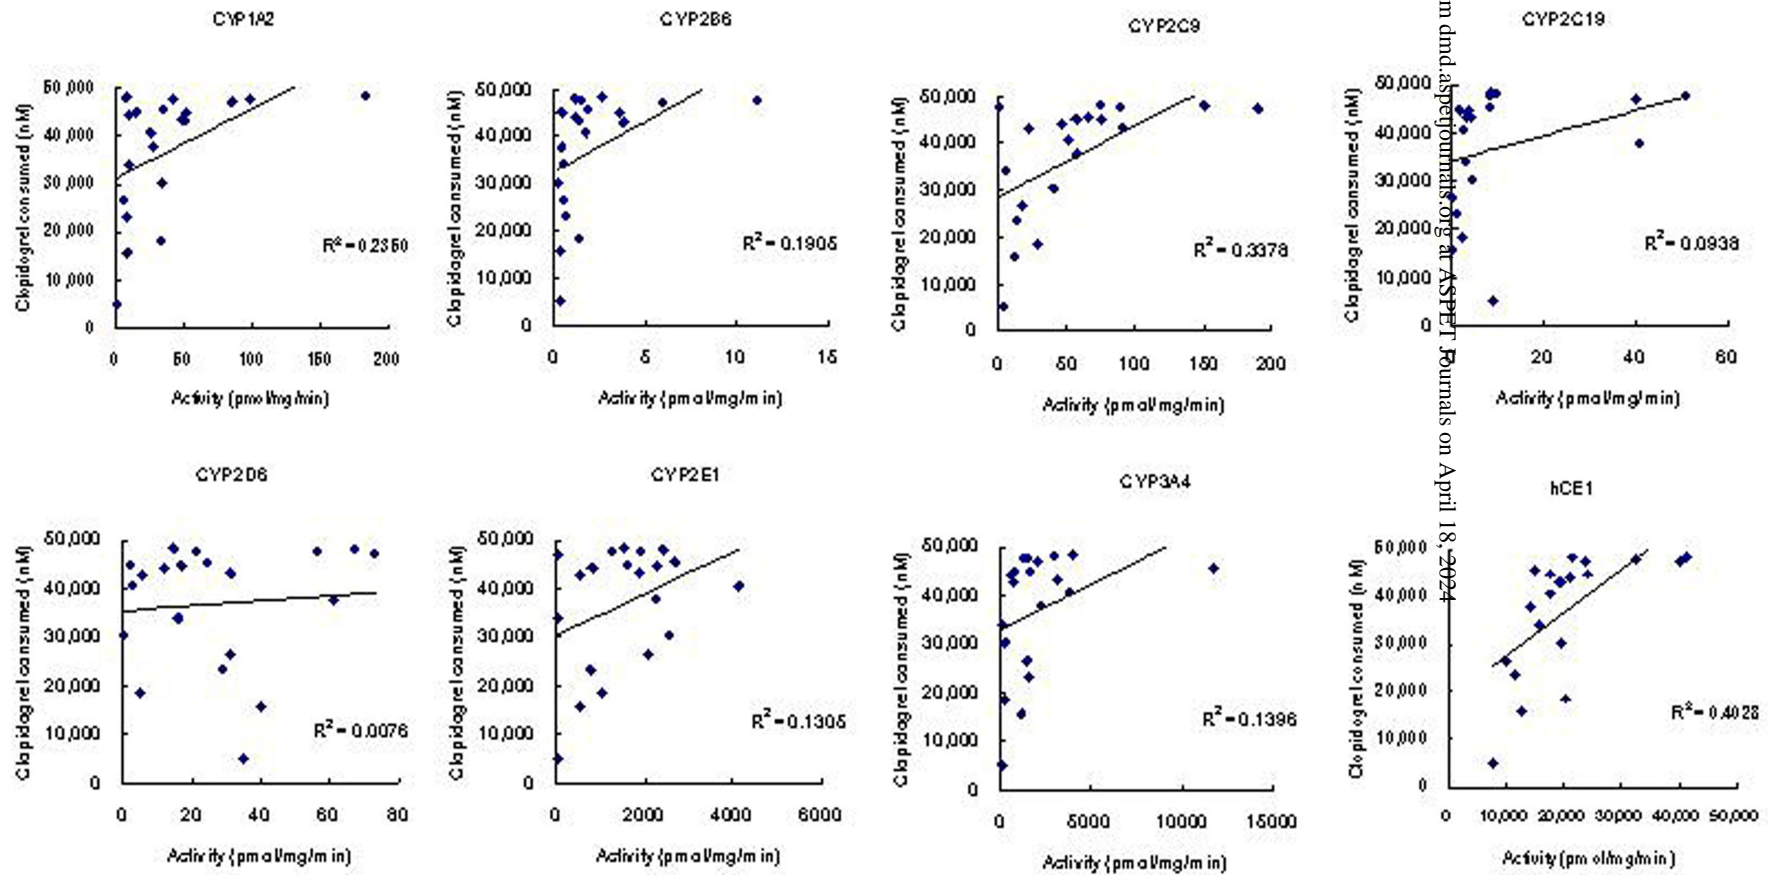 CYP1A2
Clopidogrel consumed (nM)
50,000
40,000
30,000
20,000
10,000
0
0 50 100 150 200
R² = 0.2350
Activity (pmol/mg/min)
CYP2B6
Clopidogrel consumed (nM)
50,000
40,000
30,000
20,000
10,000
0
0 5 10 15
R² = 0.1905
Activity (pmol/mg/min)
CYP2C9
Clopidogrel consumed (nM)
50,000
40,000
30,000
20,000
10,000
0
0 50 100 150 200
R² = 0.3378
Activity (pmol/mg/min)
CYP2C19
Clopidogrel consumed (nM)
50,000
40,000
30,000
20,000
10,000
0
20 40 60
R² = 0.0938
Activity (pmol/mg/min)
m dmd.aspetjournals.org at ASPET Journals on April 18, 2024
CYP2D6
Clopidogrel consumed (nM)
50,000
40,000
30,000
20,000
10,000
0
0 20 40 60 80
R² = 0.0076
Activity (pmol/mg/min)
CYP2E1
Clopidogrel consumed (nM)
50,000
40,000
30,000
20,000
10,000
0
0 2000 4000 6000
R² = 0.1305
Activity (pmol/mg/min)
CYP3A4
Clopidogrel consumed (nM)
50,000
40,000
30,000
20,000
10,000
0
0 5000 10000 15000
R² = 0.1396
Activity (pmol/mg/min)
hCE1
Clopidogrel consumed (nM)
50,000
40,000
30,000
20,000
10,000
0
0 10,000 20,000 30,000 40,000 50,000
R² = 0.4028
Activity (pmol/mg/min)